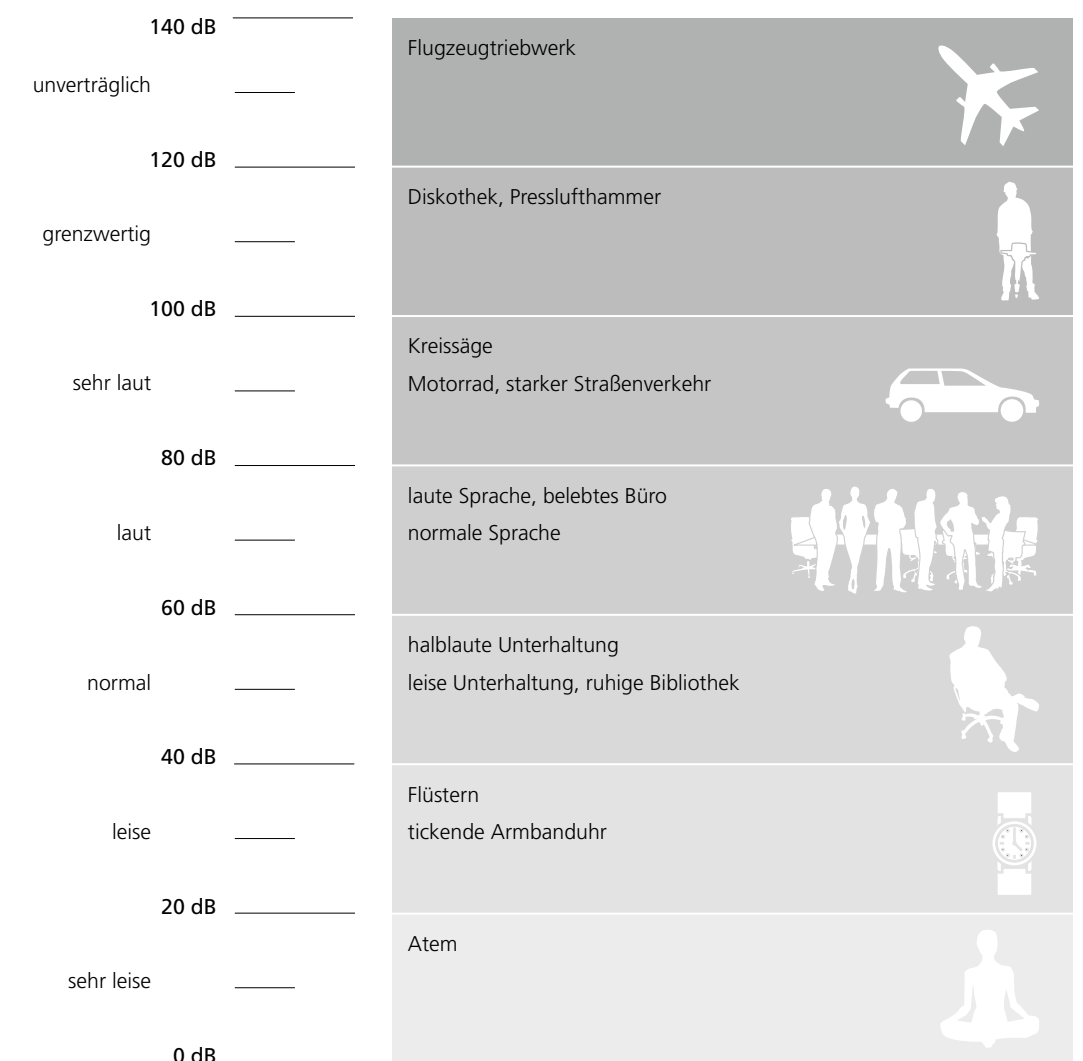 140 dB
Flugzeugtriebwerk
unverträglich
120 dB
Diskothek, Presslufthammer
grenzwertig
100 dB
Kreissäge
sehr laut
Motorrad, starker Straßenverkehr
80 dB
laute Sprache, belebtes Büro
laut
normale Sprache
60 dB
halblaute Unterhaltung
normal
leise Unterhaltung, ruhige Bibliothek
40 dB
Flüstern
leise
tickende Armbanduhr
20 dB
Atem
sehr leise
0 dB